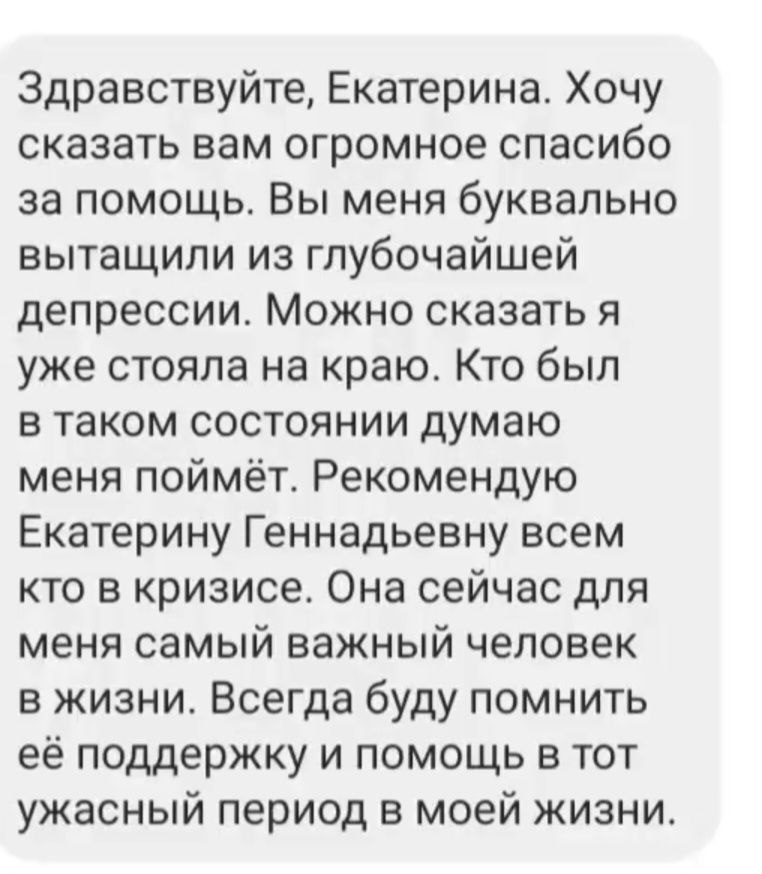 Здравствуйте, Екатерина. Хочу
сказать вам огромное спасибо
за помощь. Вы меня буквально
вытащили из глубочайшей
депрессии. Можно сказать я
уже стояла на краю. Кто был
в таком состоянии думаю
меня поймёт. Рекомендую
Екатерину Геннадьевну всем
кто в кризисе. Она сейчас для
меня самый важный человек
в жизни. Всегда буду помнить
её поддержку и помощь в тот
ужасный период в моей жизни.